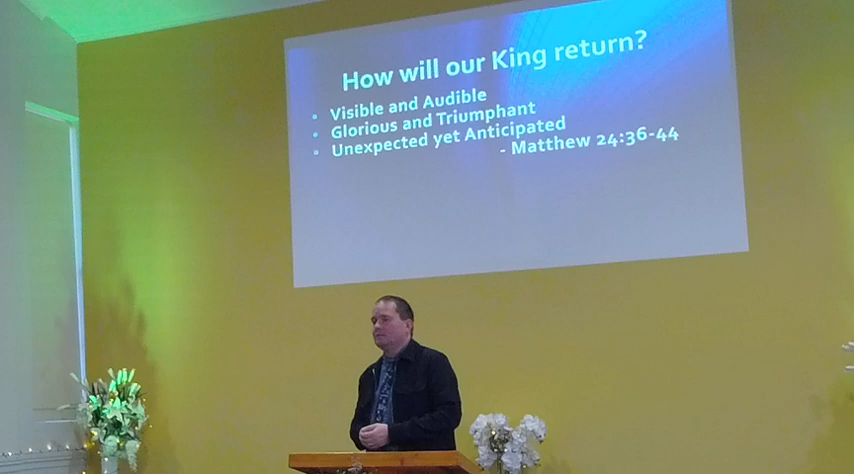 How will our King return?
• Visible and Audible
• Glorious and Triumphant
• Unexpected yet Anticipated
- Matthew 24:36-44